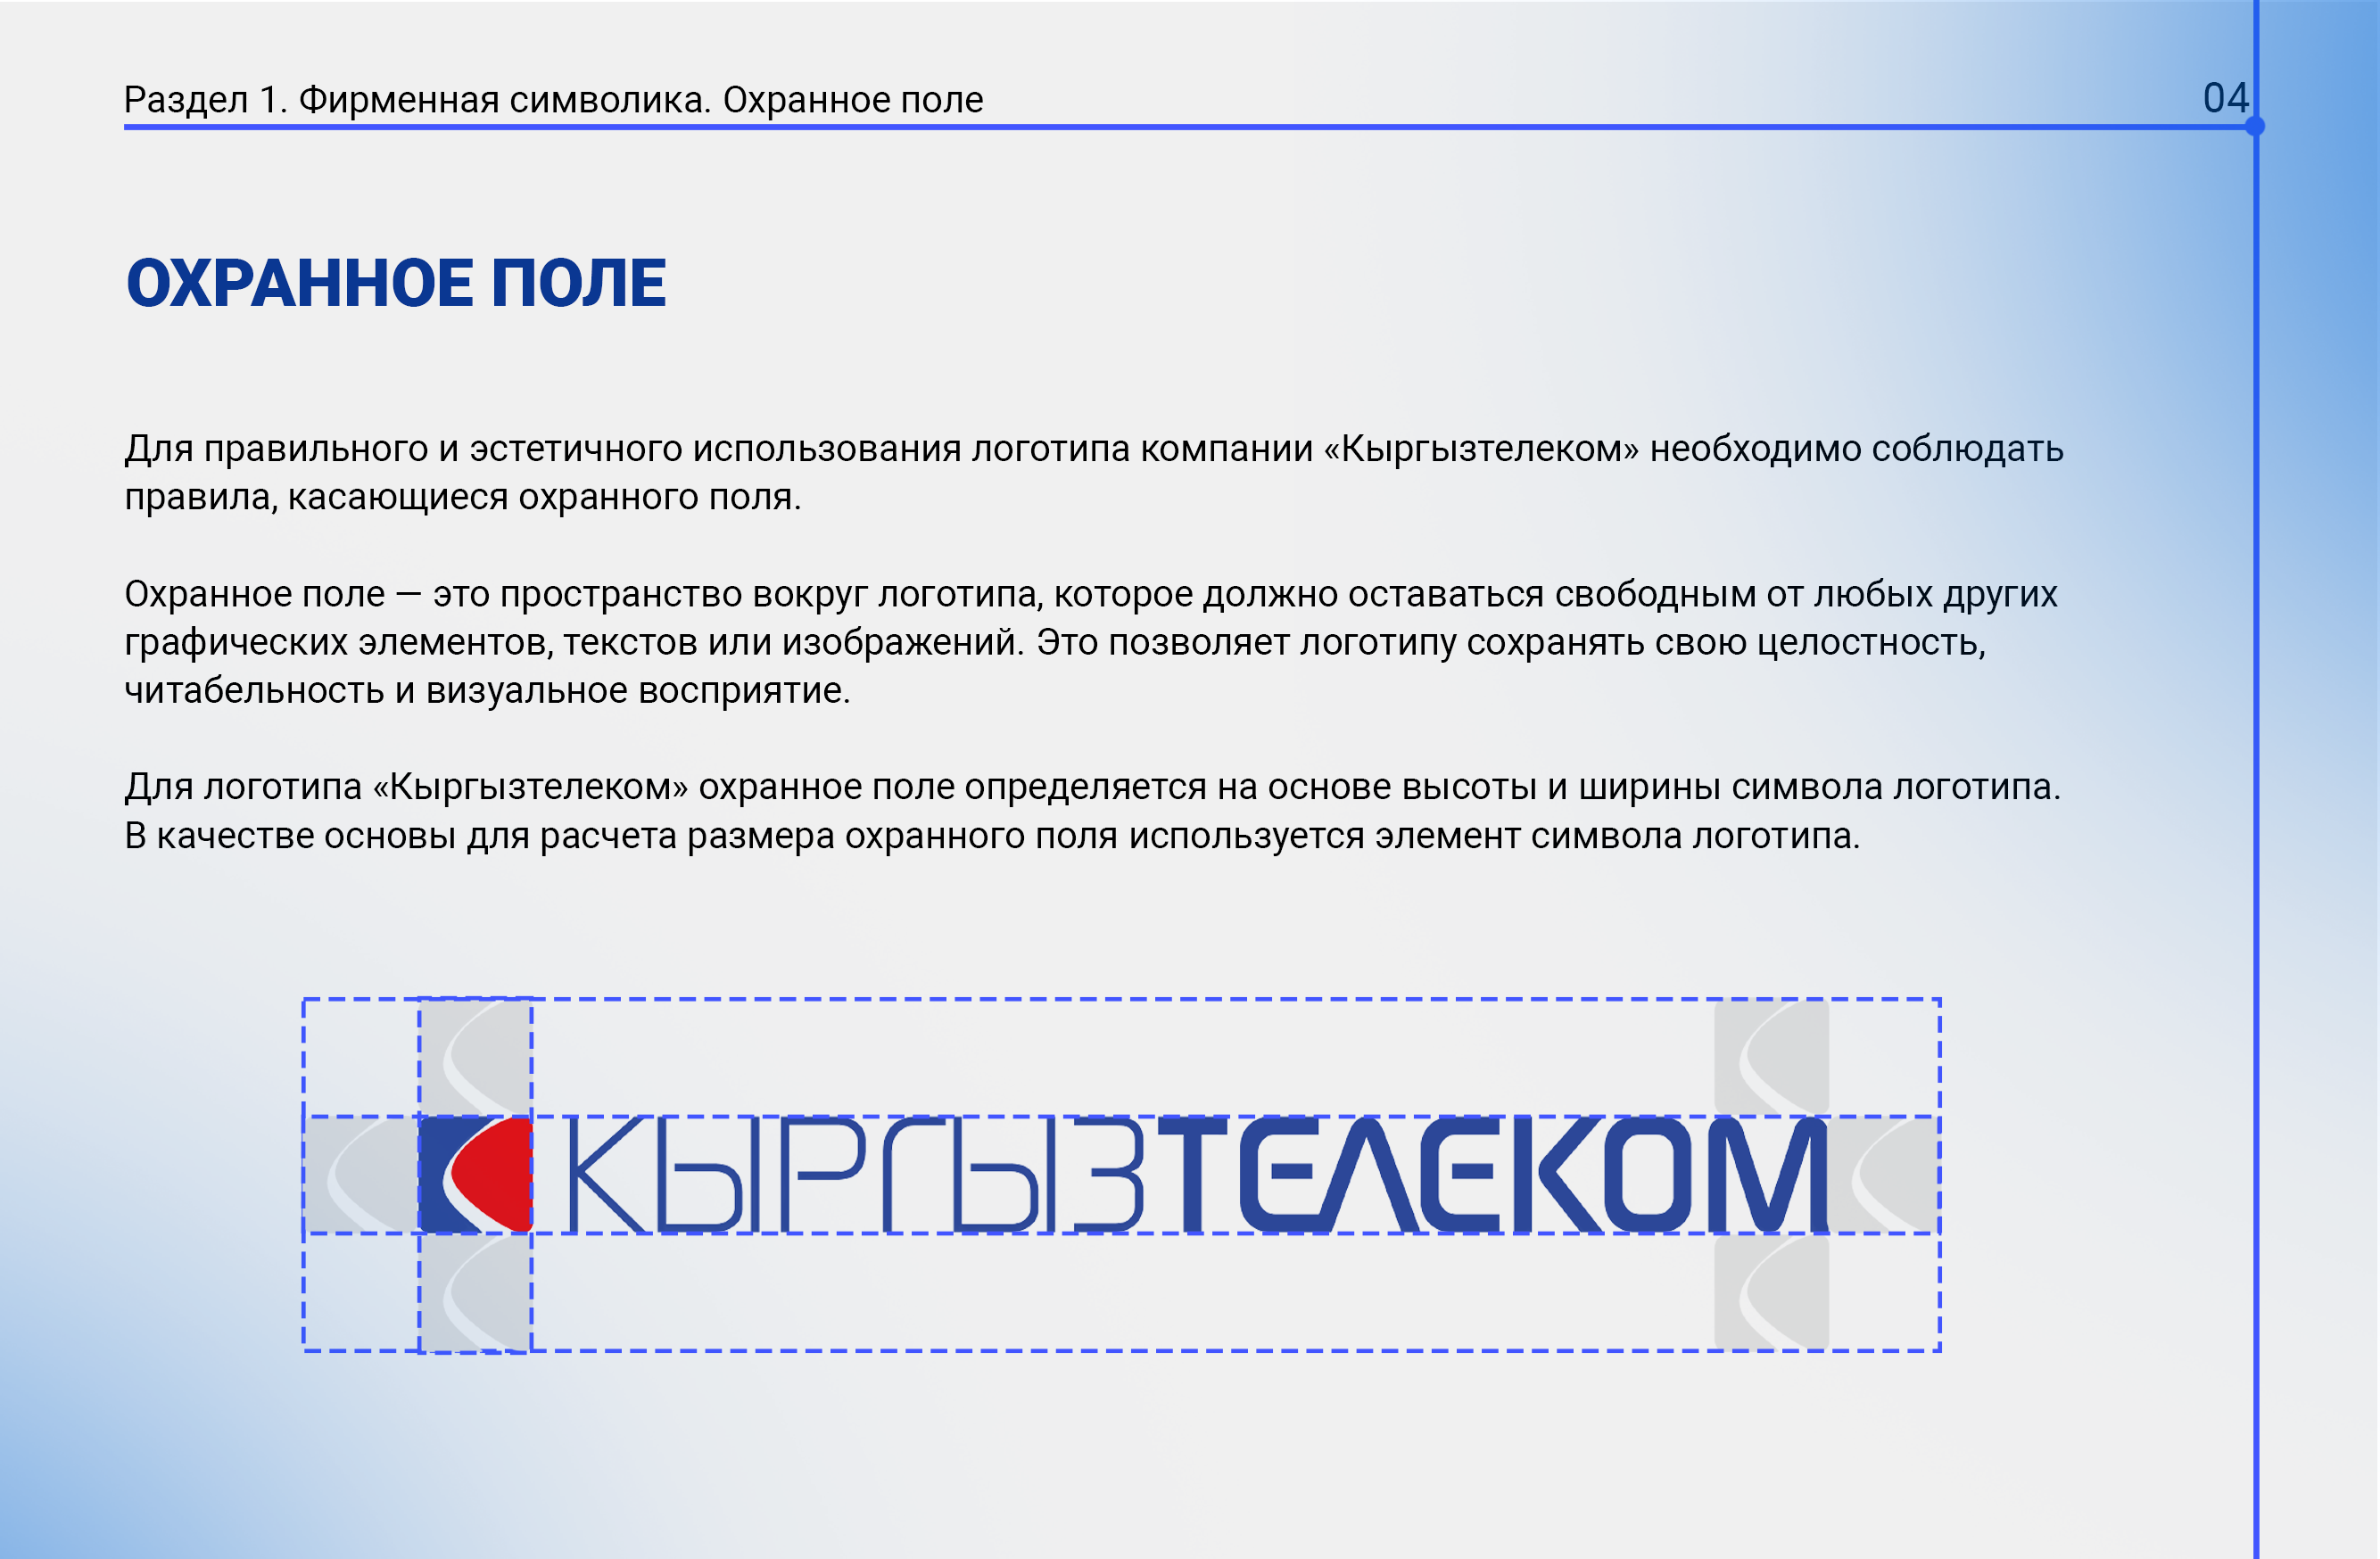 Раздел 1. Фирменная символика. Охранное поле
04
ОХРАННОЕ ПОЛЕ
Для правильного и эстетичного использования логотипа компании «Кыргызтелеком» необходимо соблюдать
правила, касающиеся охранного поля.
Охранное поле — это пространство вокруг логотипа, которое должно оставаться свободным от любых других
графических элементов, текстов или изображений. Это позволяет логотипу сохранять свою целостность,
читабельность и визуальное восприятие.
Для логотипа «Кыргызтелеком» охранное поле определяется на основе высоты и ширины символа логотипа.
В качестве основы для расчета размера охранного поля используется элемент символа логотипа.
КЫРГЫЗТЕЛЕКОМ